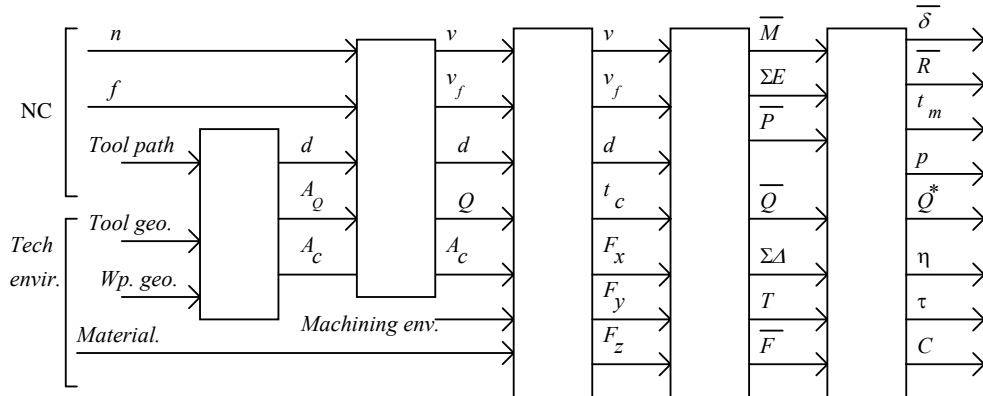 n v v M̅ δ̅
f v_f v_f ΣE R̅
NC P̅ t_m
Tool path d d d p
A_Q Q t_c Q̅ Q*
Tool geo. A_c A_c F_x ΣΔ η
Tech
envir. Wp. geo. F_y T τ
Machining env.
Material. F_z F̅ C